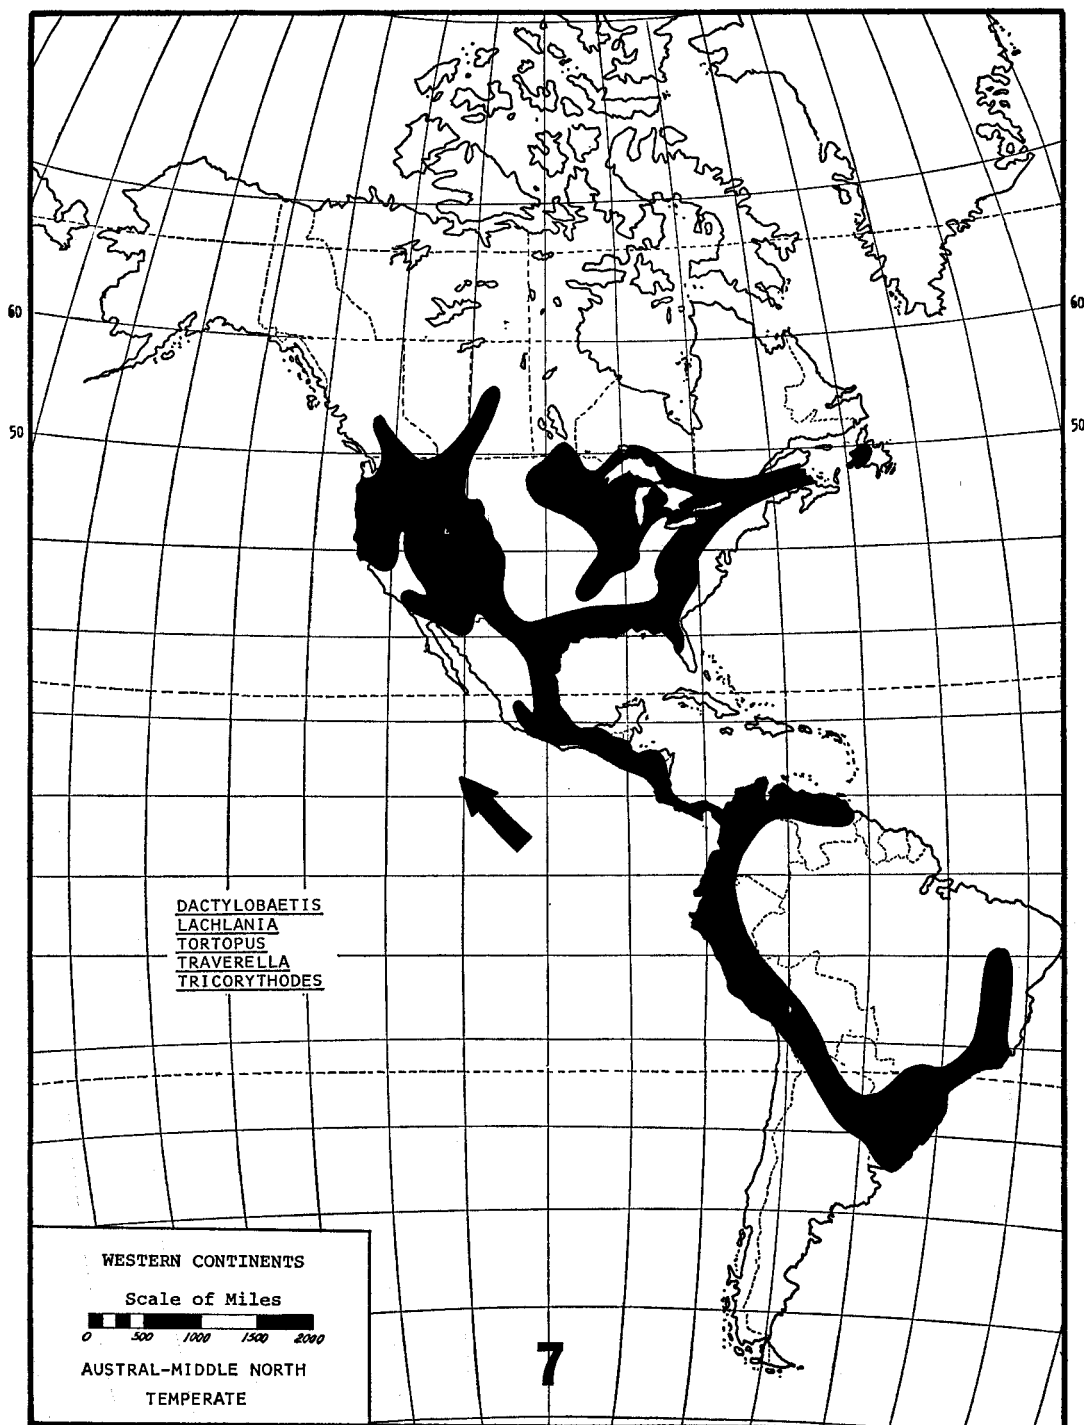 60
60
50
50
DACTYLOBAETIS
LACHLANIA
TORTOPUS
TRAVERELLA
TRICORYTHODES
WESTERN CONTINENTS
Scale of Miles
0 500 1000 1500 2000
AUSTRAL-MIDDLE NORTH
TEMPERATE
7